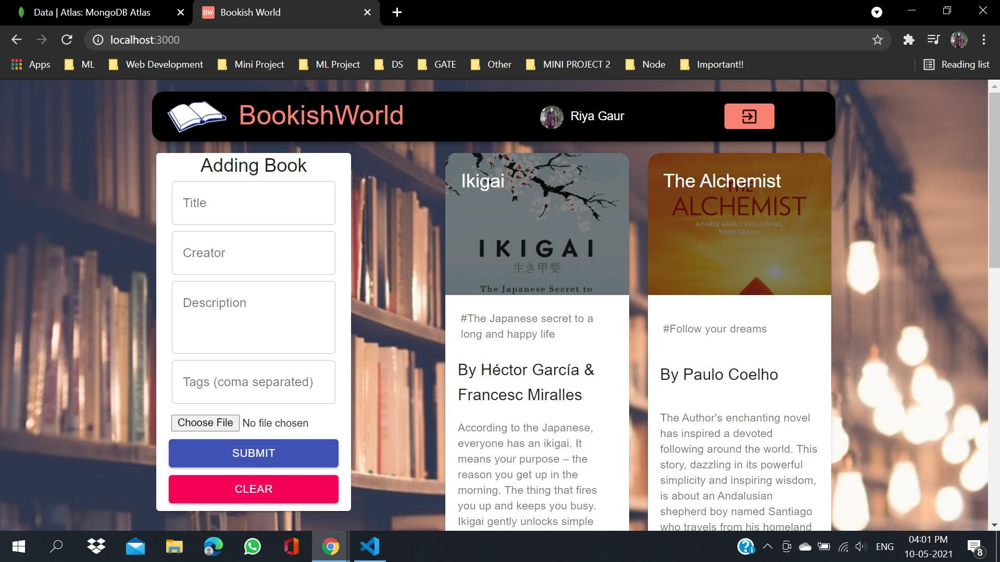 Data | Atlas: MongoDB Atlas
BW Bookish World
localhost:3000
Apps ML Web Development Mini Project ML Project DS GATE Other MINI PROJECT 2 Node Important!! Reading list
BookishWorld
Riya Gaur
Adding Book
Title
Creator
Description
Tags (coma separated)
Choose File No file chosen
SUBMIT
CLEAR
Ikigai
IKIGAI
生き甲斐
The Japanese Secret to
#The Japanese secret to a
long and happy life
By Héctor García &
Francesc Miralles
According to the Japanese,
everyone has an ikigai. It
means your purpose – the
reason you get up in the
morning. The thing that fires
you up and keeps you busy.
Ikigai gently unlocks simple
The Alchemist
THE
ALCHEMIST
A FABLE ABOUT FOLLOWING
YOUR DREAM
#Follow your dreams
By Paulo Coelho
The Author's enchanting novel
has inspired a devoted
following around the world. This
story, dazzling in its powerful
simplicity and inspiring wisdom,
is about an Andalusian
shepherd boy named Santiago
who travels from his homeland
ENG
04:01 PM
10-05-2021
8